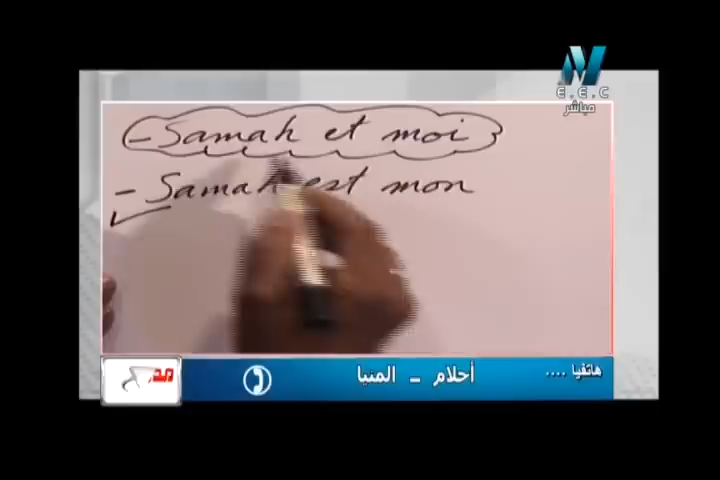 E.E.C
مباشر
- Samah et moi
- Samah est mon
هاتفيا ....
أحلام - المنيا